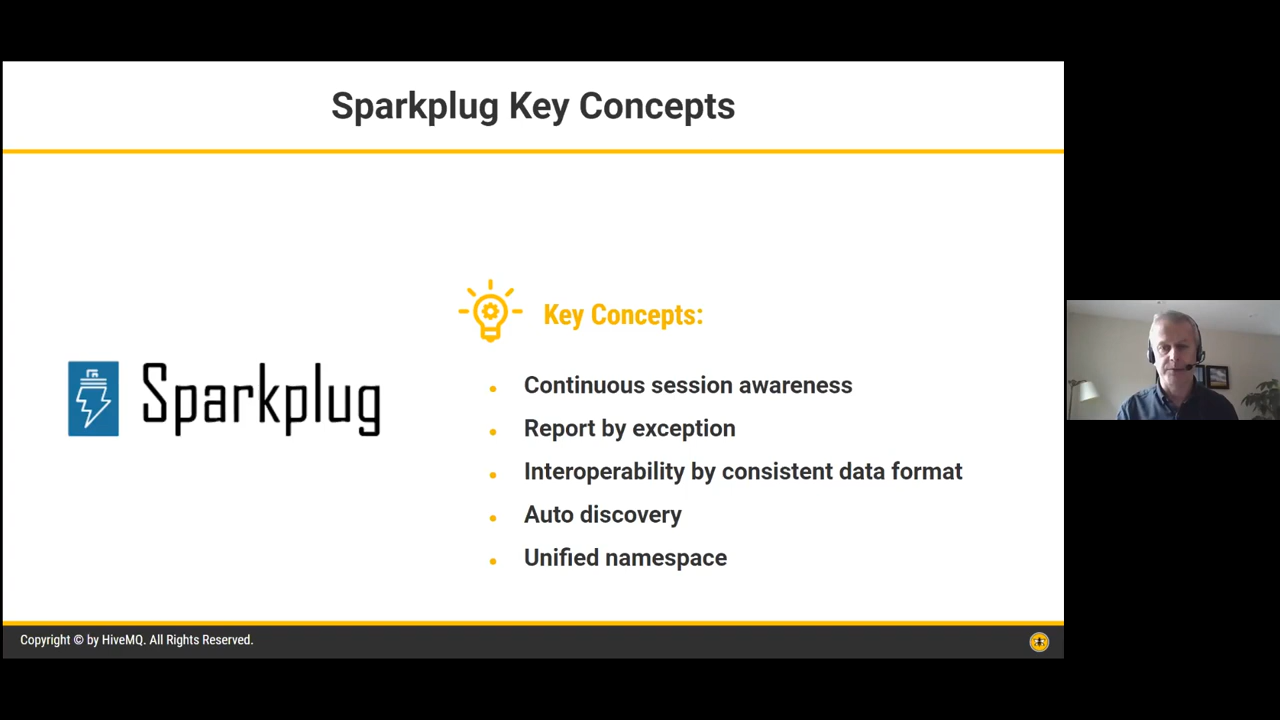 Sparkplug Key Concepts
Key Concepts:
Sparkplug
Continuous session awareness
Report by exception
Interoperability by consistent data format
Auto discovery
Unified namespace
Copyright © by HiveMQ. All Rights Reserved.